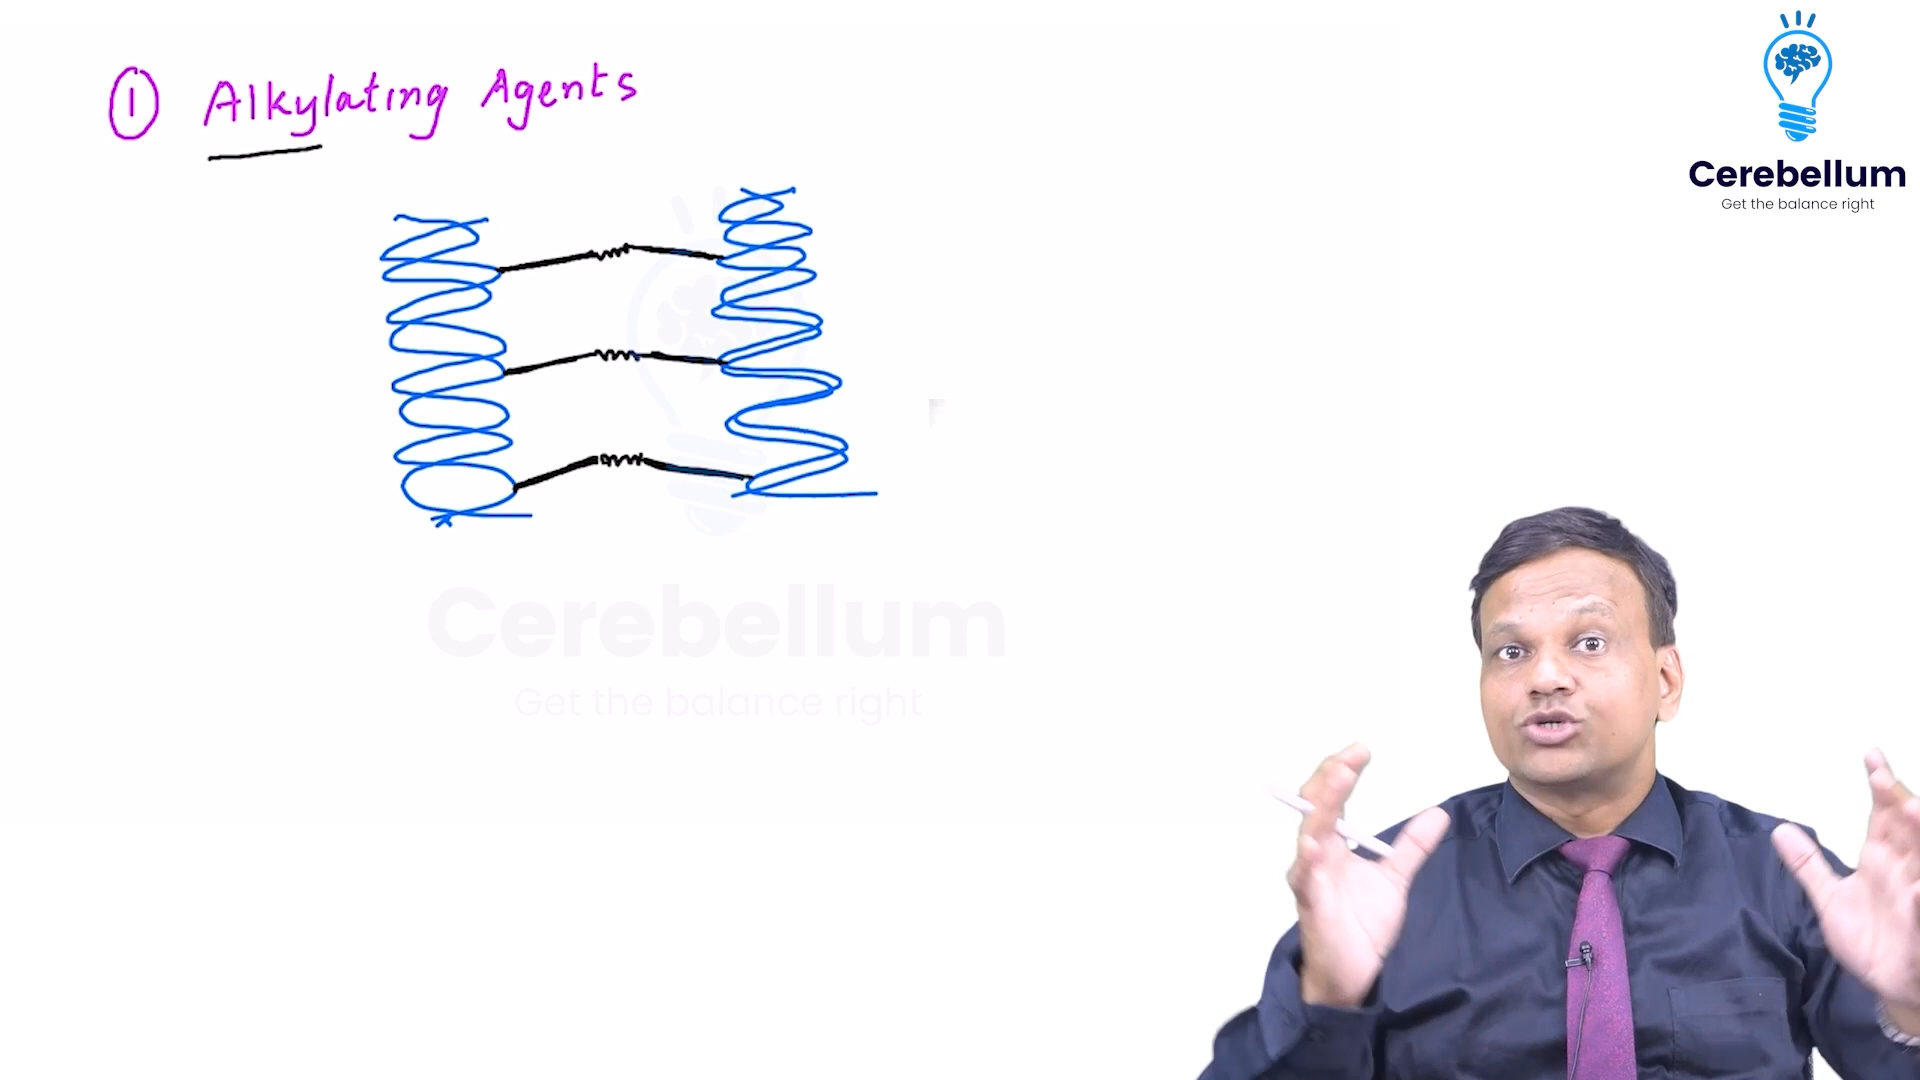 ① Alkylating Agents
Cerebellum
Get the balance right
Cerebellum
Get the balance right